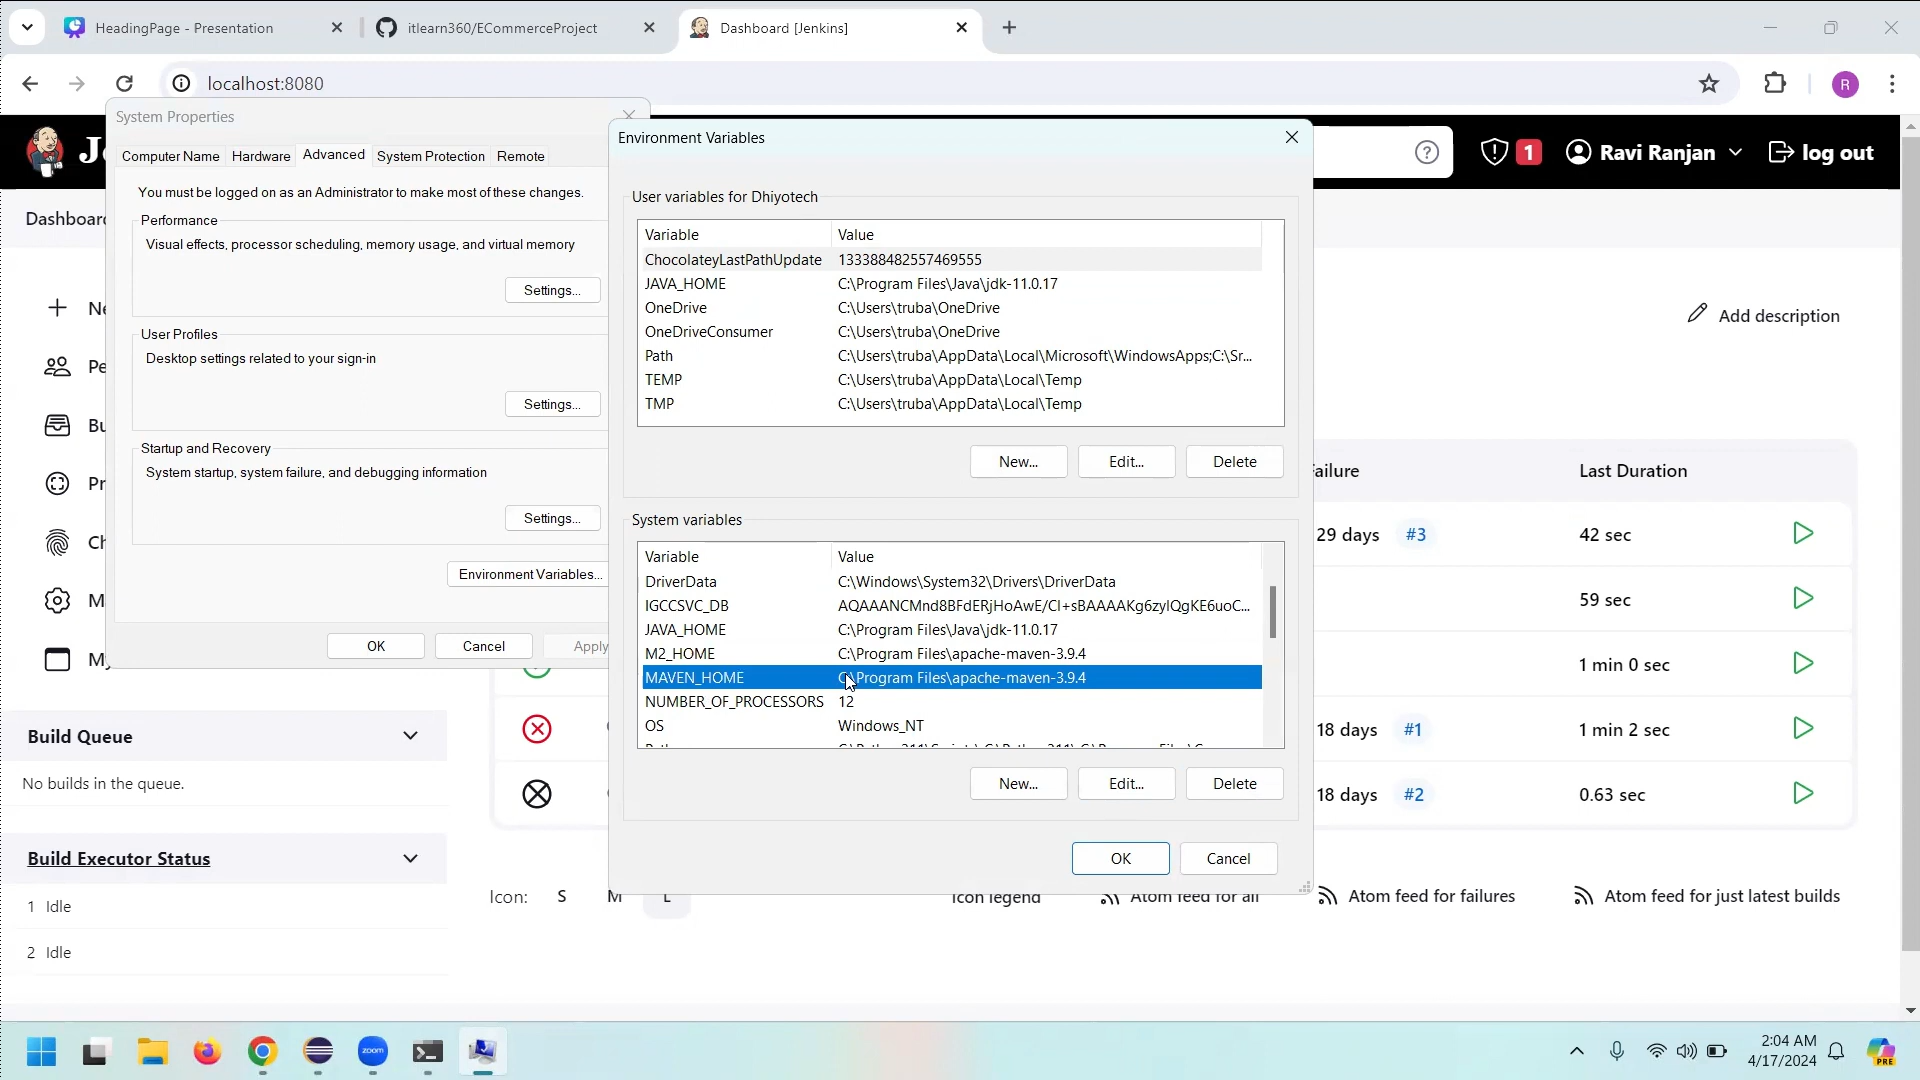 HeadingPage - Presentation
itlearn360/ECommerceProject
Dashboard [Jenkins]
localhost:8080
R
System Properties
Computer Name
Hardware
Advanced
System Protection
Remote
You must be logged on as an Administrator to make most of these changes.
Performance
Visual effects, processor scheduling, memory usage, and virtual memory
Settings...
User Profiles
Desktop settings related to your sign-in
Settings...
Startup and Recovery
System startup, system failure, and debugging information
Settings...
Environment Variables...
OK
Cancel
Apply
Environment Variables
User variables for Dhiyotech
Variable Value
ChocolateyLastPathUpdate 133388482557469555
JAVA_HOME C:\Program Files\Java\jdk-11.0.17
OneDrive C:\Users\truba\OneDrive
OneDriveConsumer C:\Users\truba\OneDrive
Path C:\Users\truba\AppData\Local\Microsoft\WindowsApps;C:\Sr...
TEMP C:\Users\truba\AppData\Local\Temp
TMP C:\Users\truba\AppData\Local\Temp
New...
Edit...
Delete
System variables
Variable Value
DriverData C:\Windows\System32\Drivers\DriverData
IGCCSVC_DB AQAAANCMnd8BFdERjHoAwE/Cl+sBAAAAKg6zylQgKE6uoC...
JAVA_HOME C:\Program Files\Java\jdk-11.0.17
M2_HOME C:\Program Files\apache-maven-3.9.4
MAVEN_HOME C:\Program Files\apache-maven-3.9.4
NUMBER_OF_PROCESSORS 12
OS Windows_NT
New...
Edit...
Delete
OK
Cancel
1
Ravi Ranjan
log out
Add description
Last Duration
29 days #3 42 sec
59 sec
1 min 0 sec
18 days #1 1 min 2 sec
18 days #2 0.63 sec
Build Queue
No builds in the queue.
Build Executor Status
1 Idle
2 Idle
Icon: S M L
Icon legend
Atom feed for all
Atom feed for failures
Atom feed for just latest builds
zoom
2:04 AM
4/17/2024
PRE